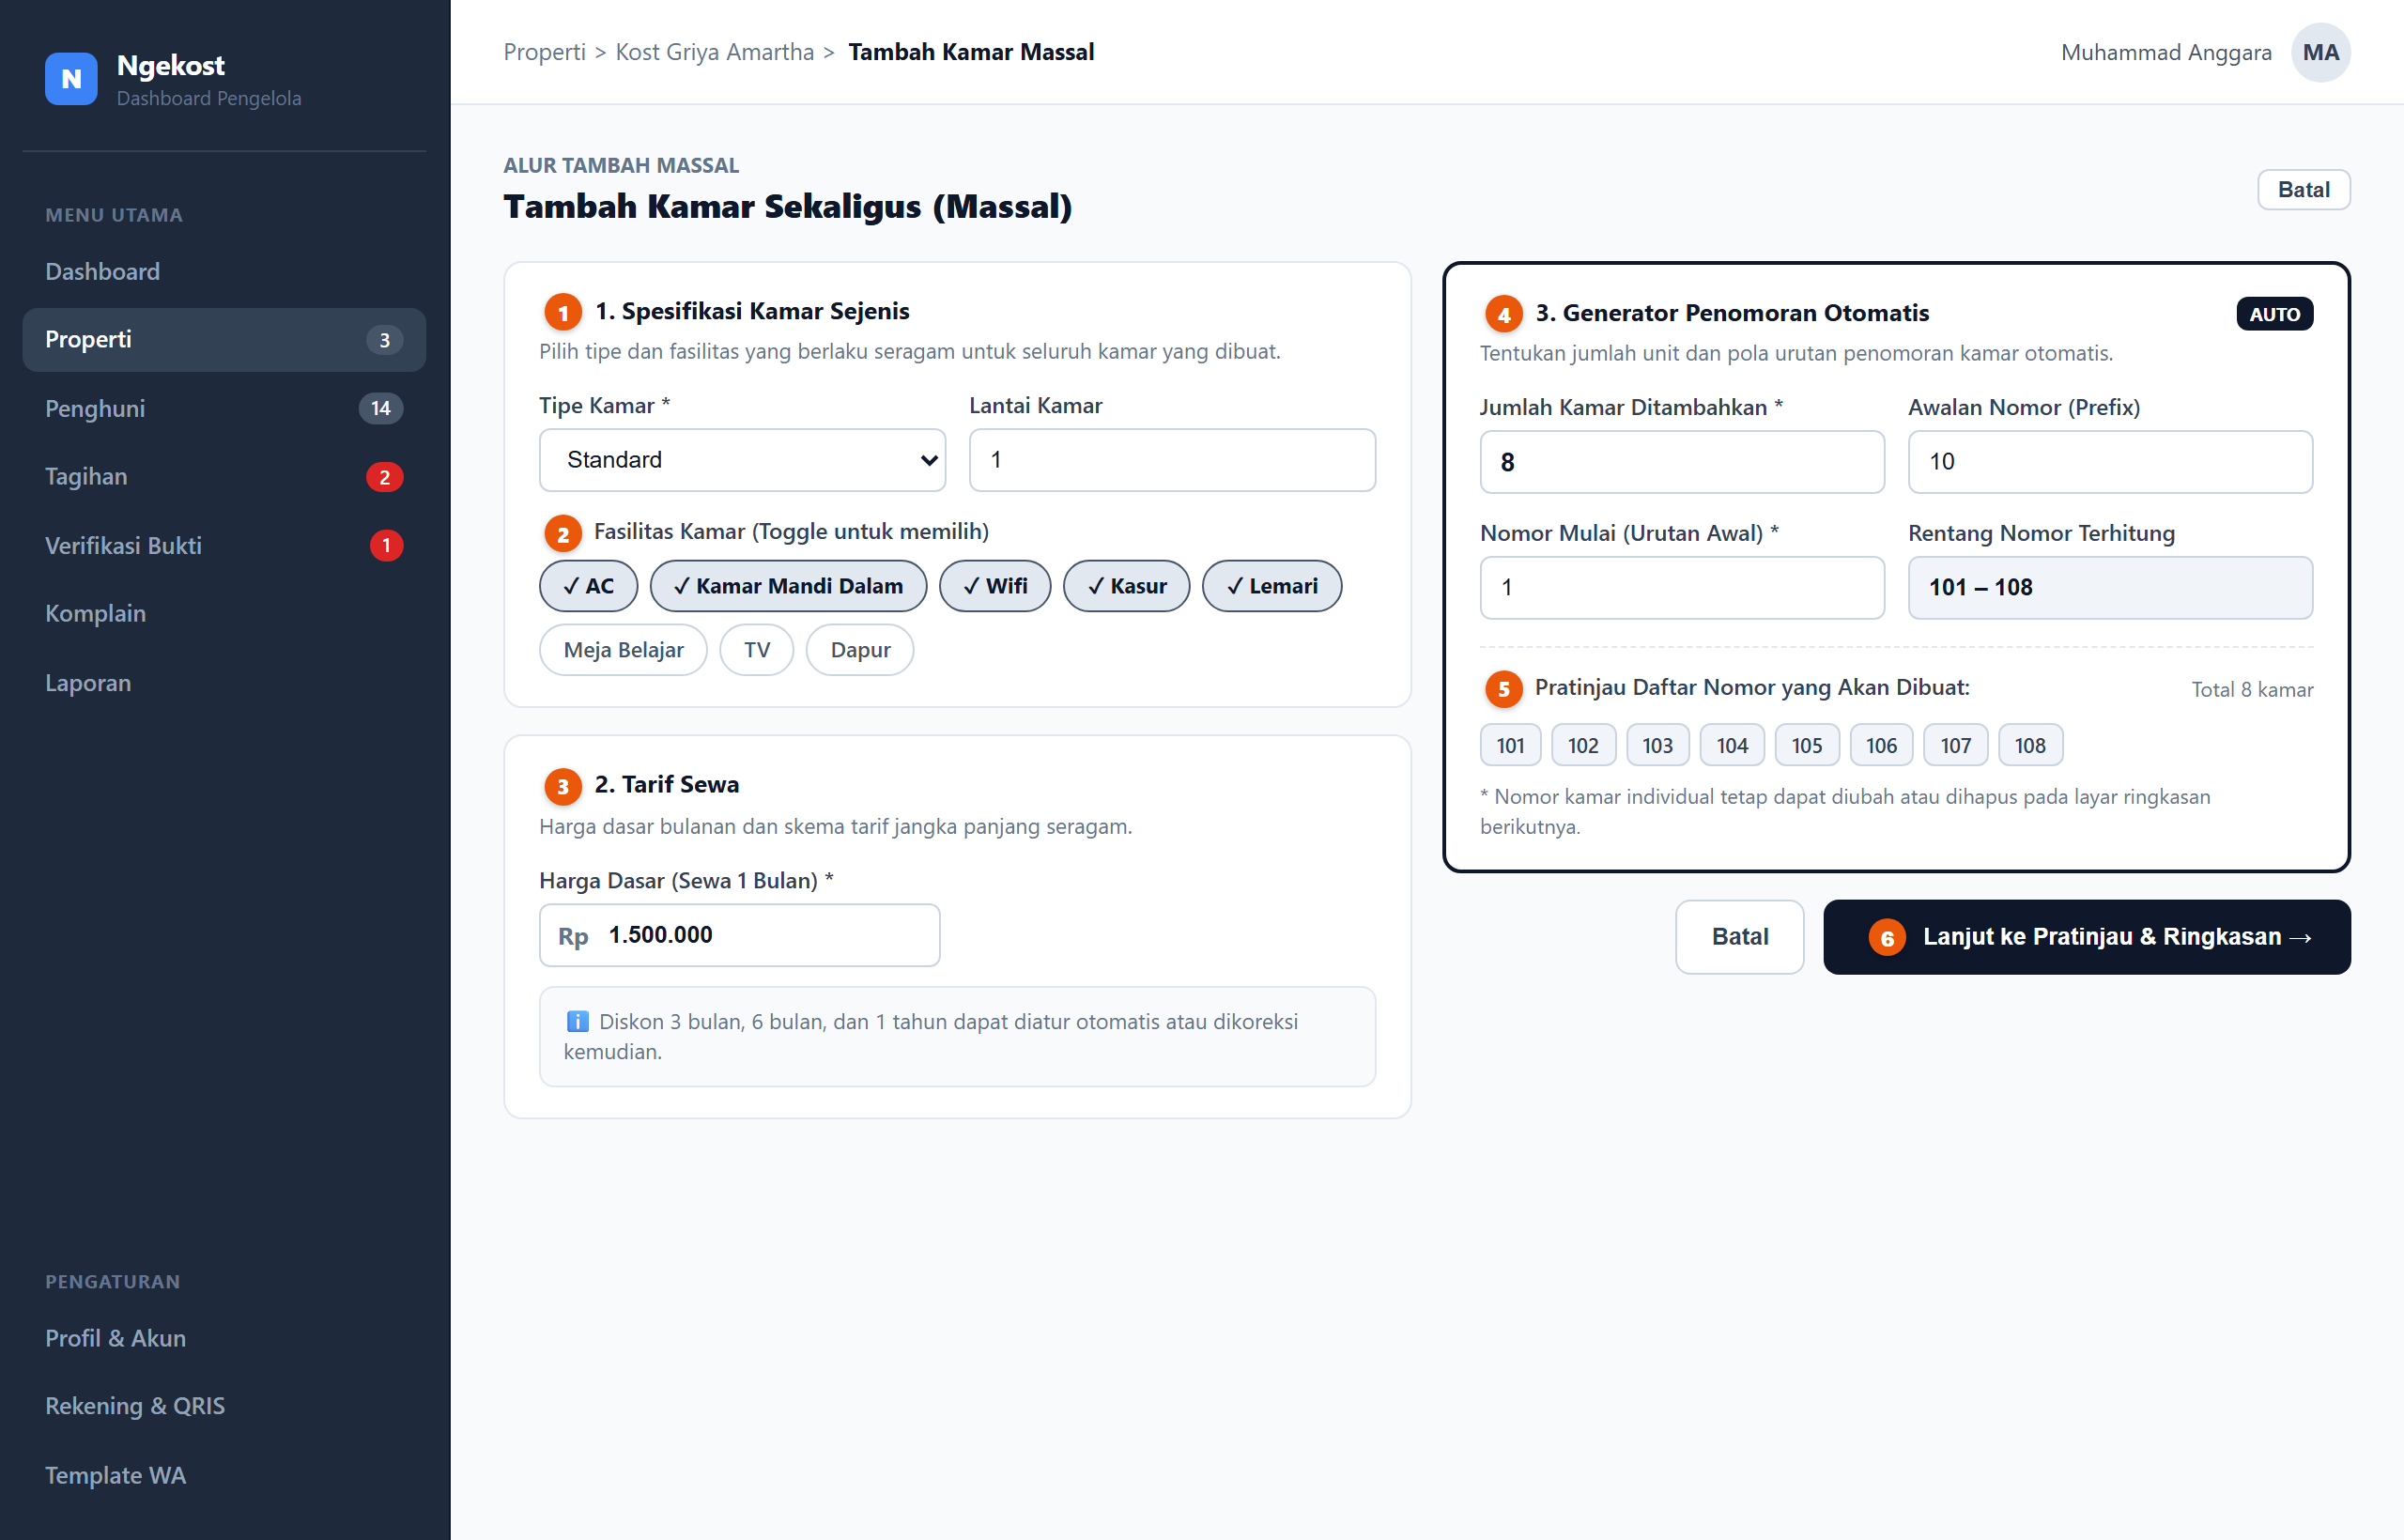 N
Ngekost
Dashboard Pengelola
MENU UTAMA
Dashboard
Properti
3
Penghuni
14
Tagihan
2
Verifikasi Bukti
1
Komplain
Laporan
PENGATURAN
Profil & Akun
Rekening & QRIS
Template WA
Properti > Kost Griya Amartha > Tambah Kamar Massal
Muhammad Anggara
MA
ALUR TAMBAH MASSAL
Tambah Kamar Sekaligus (Massal)
Batal
1 1. Spesifikasi Kamar Sejenis
Pilih tipe dan fasilitas yang berlaku seragam untuk seluruh kamar yang dibuat.
Tipe Kamar *
Standard
Lantai Kamar
1
2 Fasilitas Kamar (Toggle untuk memilih)
✓ AC
✓ Kamar Mandi Dalam
✓ Wifi
✓ Kasur
✓ Lemari
Meja Belajar
TV
Dapur
3 2. Tarif Sewa
Harga dasar bulanan dan skema tarif jangka panjang seragam.
Harga Dasar (Sewa 1 Bulan) *
Rp 1.500.000
ℹ️ Diskon 3 bulan, 6 bulan, dan 1 tahun dapat diatur otomatis atau dikoreksi
kemudian.
4 3. Generator Penomoran Otomatis
AUTO
Tentukan jumlah unit dan pola urutan penomoran kamar otomatis.
Jumlah Kamar Ditambahkan *
8
Awalan Nomor (Prefix)
10
Nomor Mulai (Urutan Awal) *
1
Rentang Nomor Terhitung
101 – 108
5 Pratinjau Daftar Nomor yang Akan Dibuat:
Total 8 kamar
101
102
103
104
105
106
107
108
* Nomor kamar individual tetap dapat diubah atau dihapus pada layar ringkasan
berikutnya.
Batal
6 Lanjut ke Pratinjau & Ringkasan →